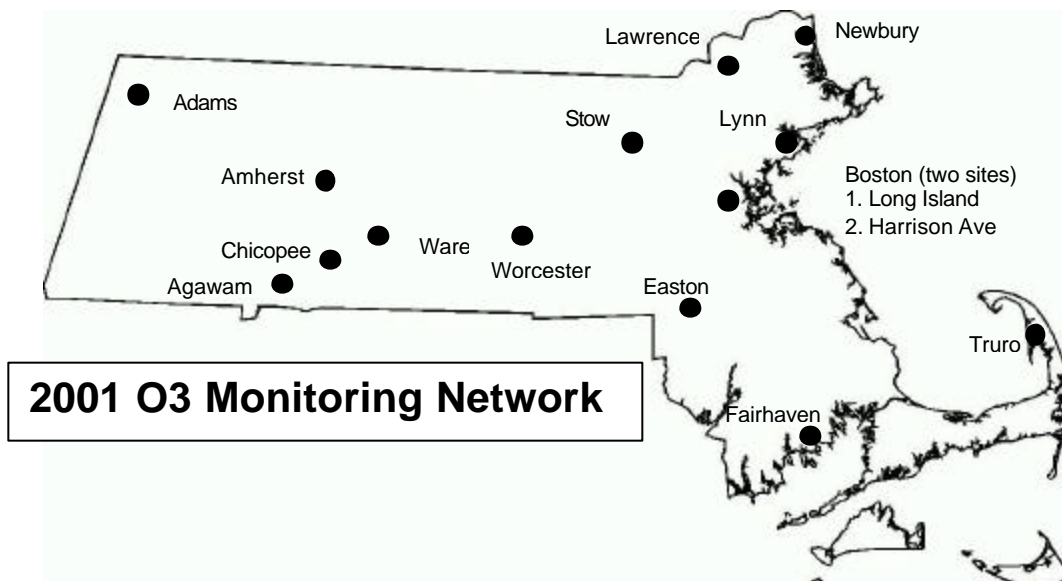 Lawrence
Newbury
Adams
Stow
Lynn
Amherst
Boston (two sites)
1. Long Island
2. Harrison Ave
Chicopee
Ware
Worcester
Agawam
Easton
Truro
2001 O3 Monitoring Network
Fairhaven